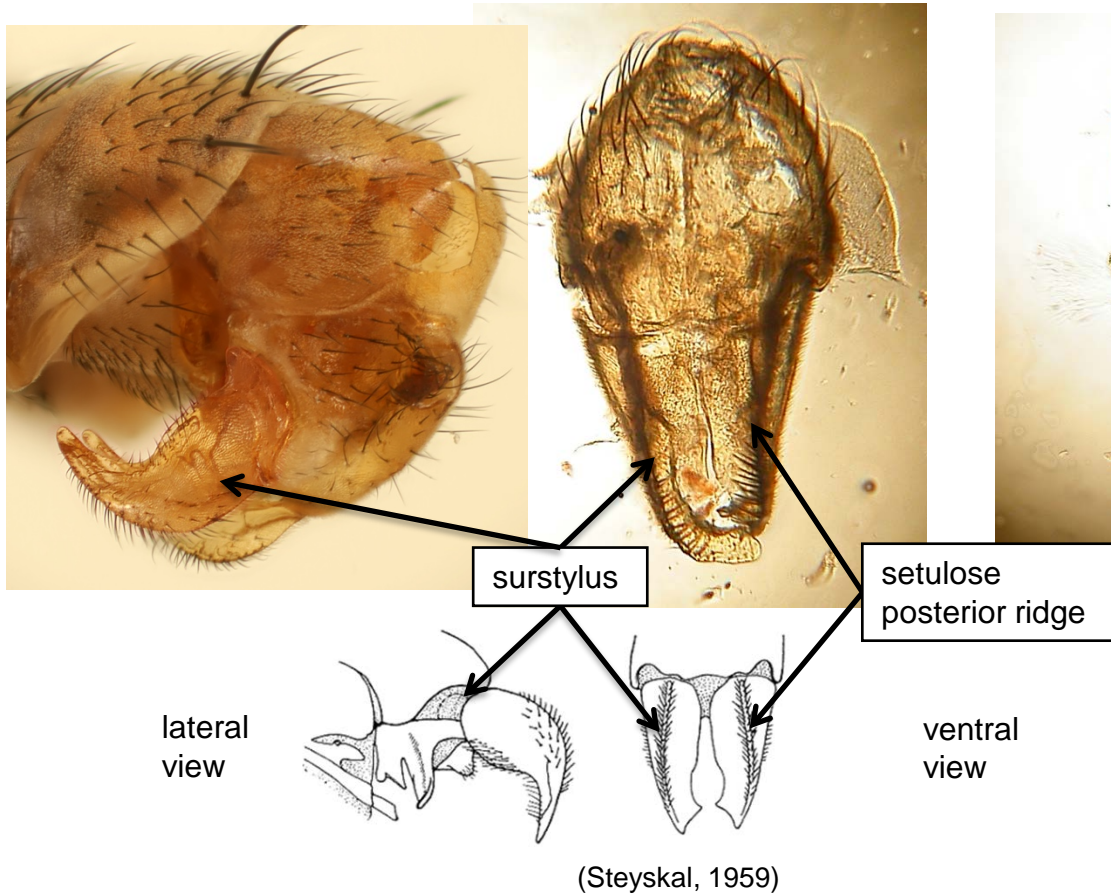 surstylus
setulose
posterior ridge
lateral
view
ventral
view
(Steyskal, 1959)